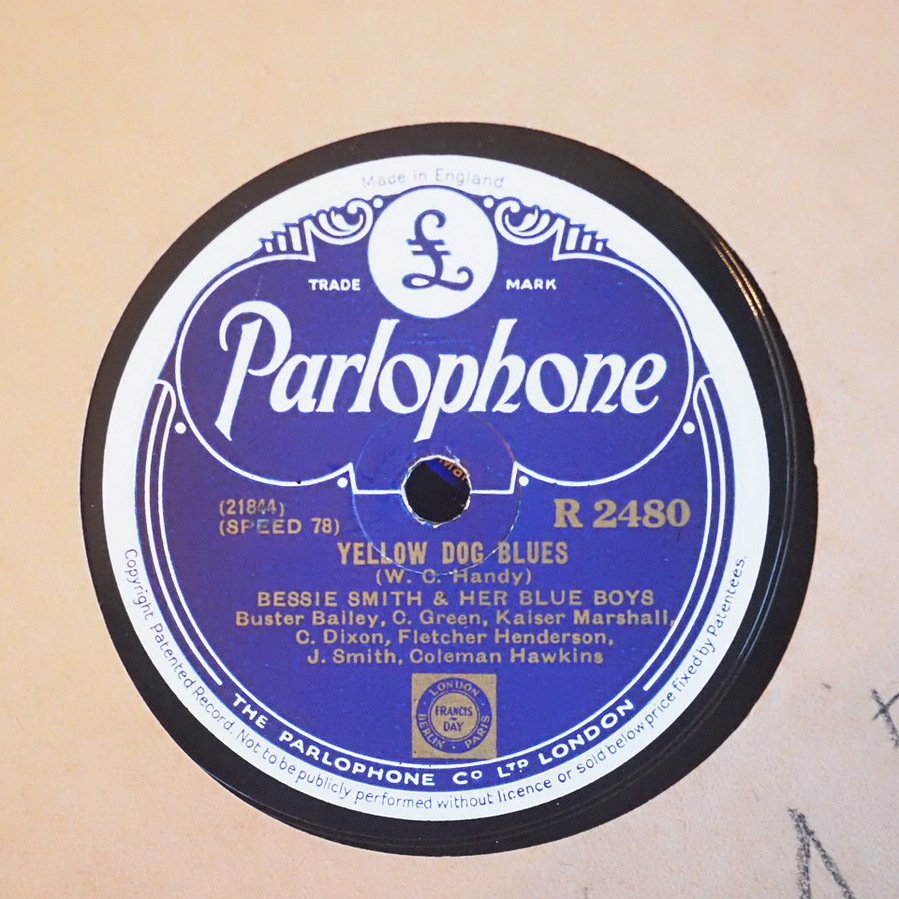 Made in England
£
TRADE MARK
Parlophone
(21844)
(SPEED 78)
R 2480
YELLOW DOG BLUES
(W. C. Handy)
BESSIE SMITH & HER BLUE BOYS
Buster Bailey, C. Green, Kaiser Marshall,
C. Dixon, Fletcher Henderson,
J. Smith, Coleman Hawkins
LONDON
FRANCIS
DAY
BERLIN · PARIS
THE PARLOPHONE Cº LTD LONDON
Copyright Patented Record. Not to be publicly performed without licence or sold below price fixed by Patentees.